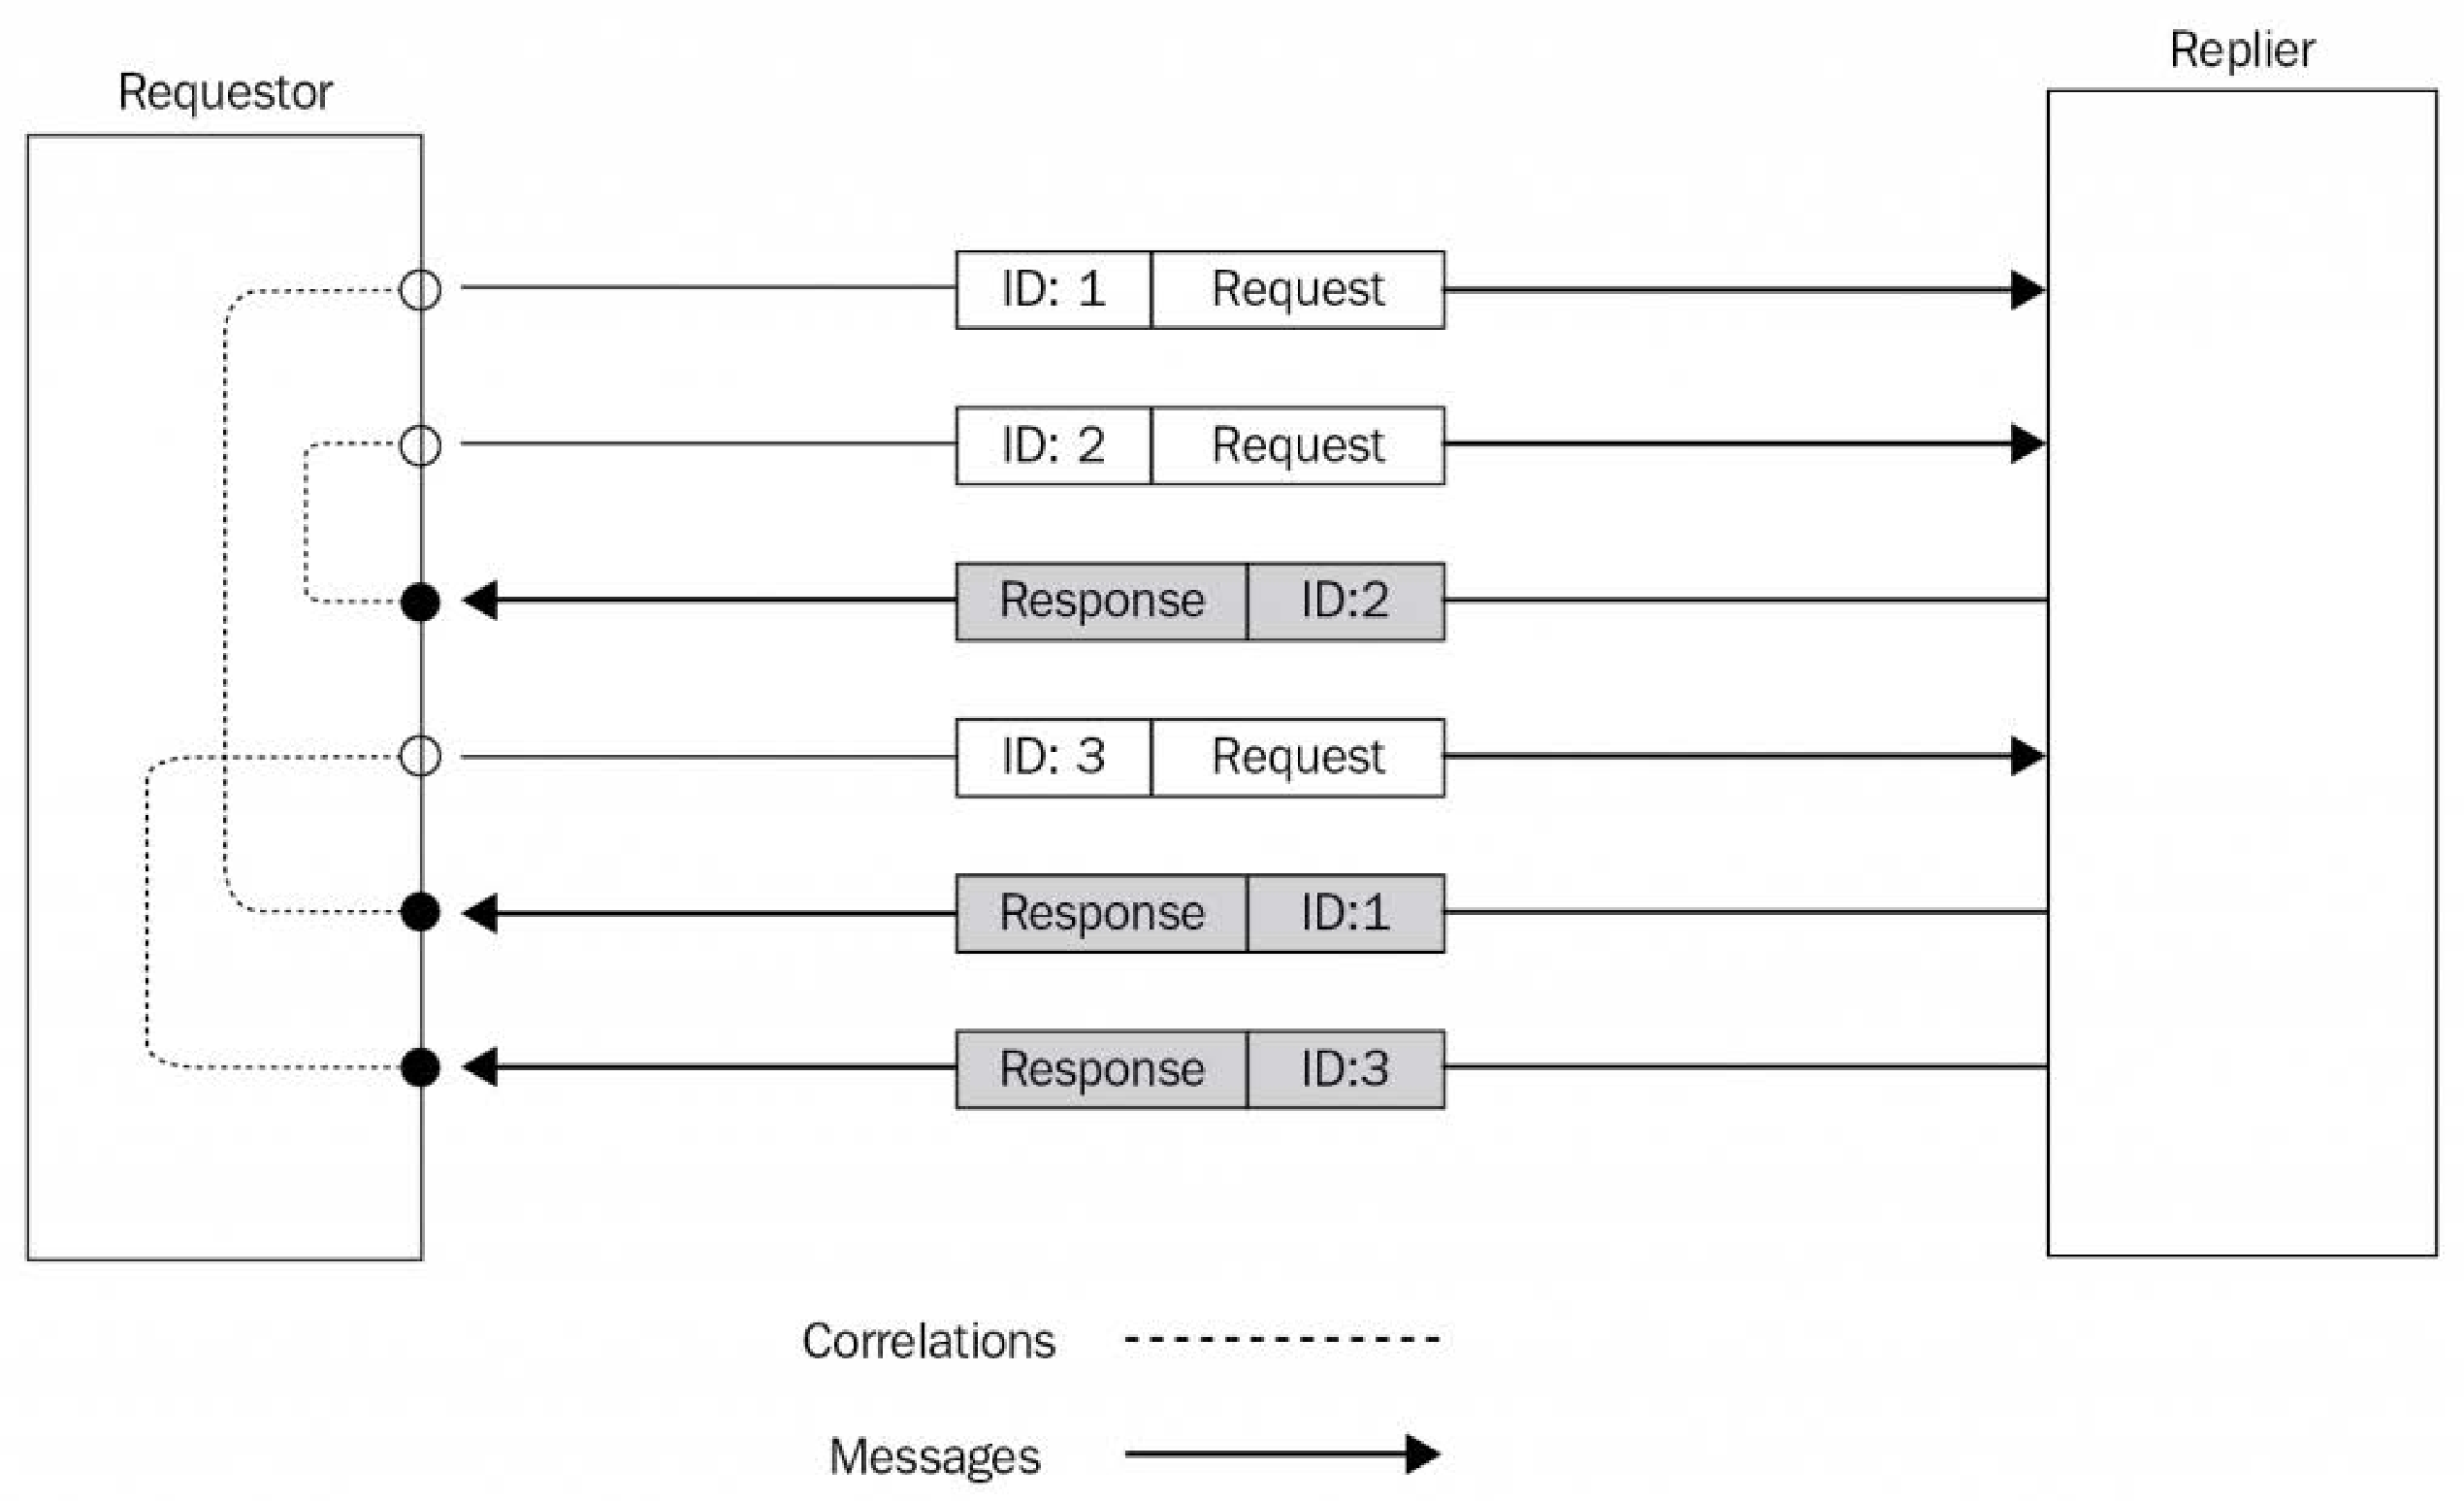 Replier
Requestor
ID: 1 Request
ID: 2 Request
Response ID:2
ID: 3 Request
Response ID:1
Response ID:3
Correlations
Messages